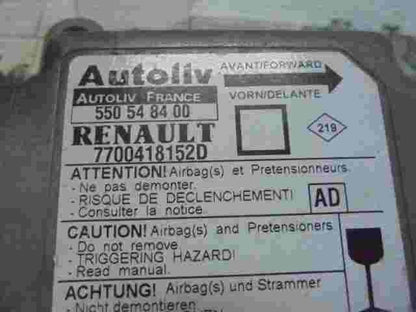 Autoliv
AVANT/FORWARD
AUTOLIV FRANCE
VORN/DELANTE
550 54 84 00
219
RENAULT
7700418152D
ATTENTION! Airbag(s) et Pretensionneurs
- Ne pas demonter.
- RISQUE DE DECLENCHEMENT!
- Consulter la notice.
AD
CAUTION! Airbag(s) and Pretensioners
- Do not remove
- TRIGGERING HAZARD!
- Read manual.
ACHTUNG! Airbag(s) und Strammer
- Nicht demontieren